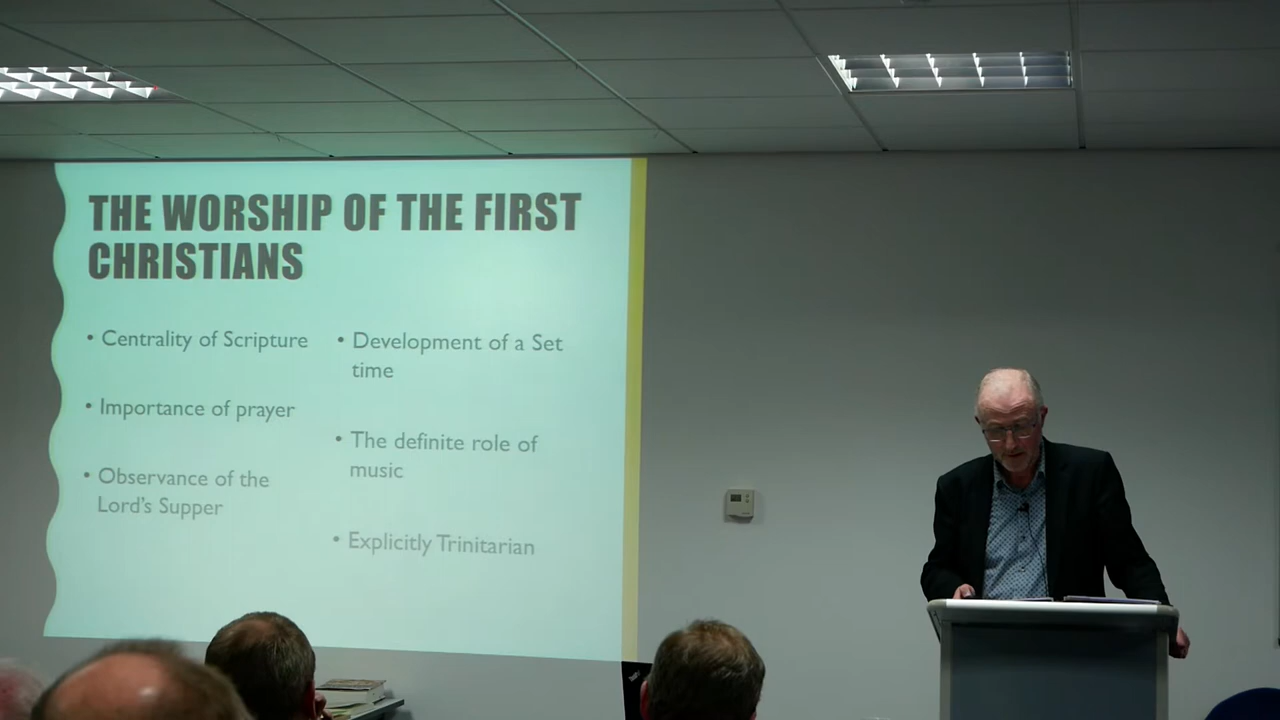 THE WORSHIP OF THE FIRST
CHRISTIANS
• Centrality of Scripture
• Importance of prayer
• Observance of the
Lord's Supper
• Development of a Set
time
• The definite role of
music
• Explicitly Trinitarian